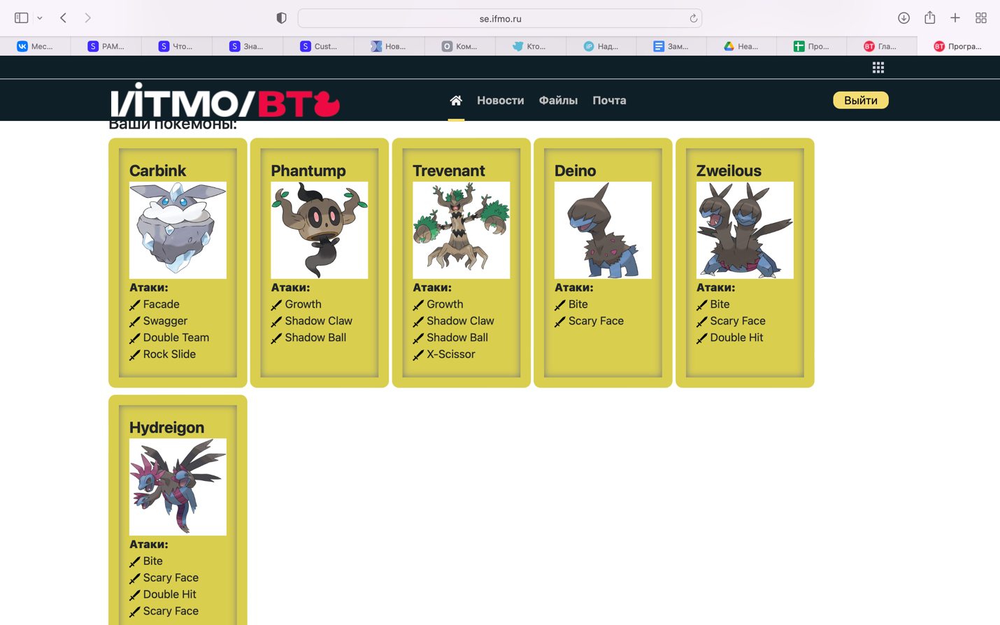 se.ifmo.ru
Мес...
PAM...
Что...
Зна...
Cust...
Нов...
Ком...
Кто...
Над...
Зам...
Неа...
Про...
Гла...
Програ...
ITMO/ВТ
Новости
Файлы
Почта
Выйти
Ваши покемоны:
Carbink
Атаки:
Facade
Swagger
Double Team
Rock Slide
Phantump
Атаки:
Growth
Shadow Claw
Shadow Ball
Trevenant
Атаки:
Growth
Shadow Claw
Shadow Ball
X-Scissor
Deino
Атаки:
Bite
Scary Face
Zweilous
Атаки:
Bite
Scary Face
Double Hit
Hydreigon
Атаки:
Bite
Scary Face
Double Hit
Scary Face